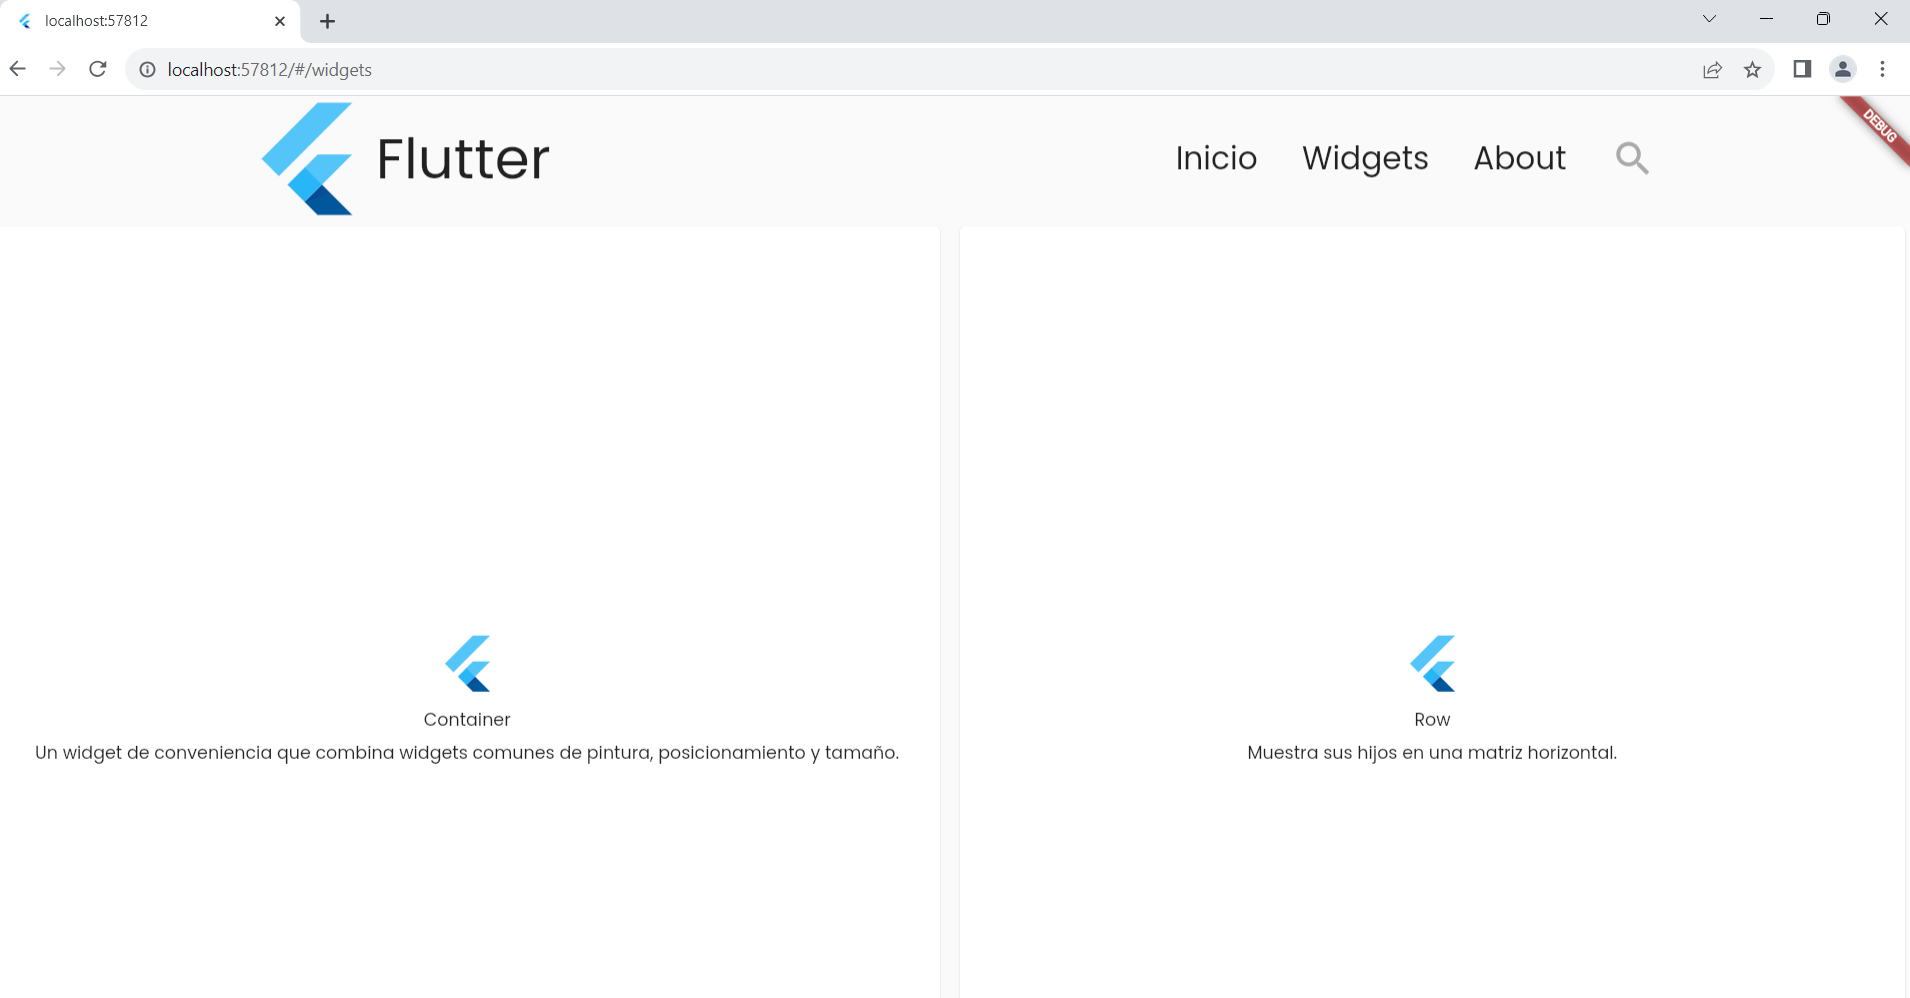 localhost:57812
localhost:57812/#/widgets
Flutter
Inicio Widgets About
DEBUG
Container
Un widget de conveniencia que combina widgets comunes de pintura, posicionamiento y tamaño.
Row
Muestra sus hijos en una matriz horizontal.